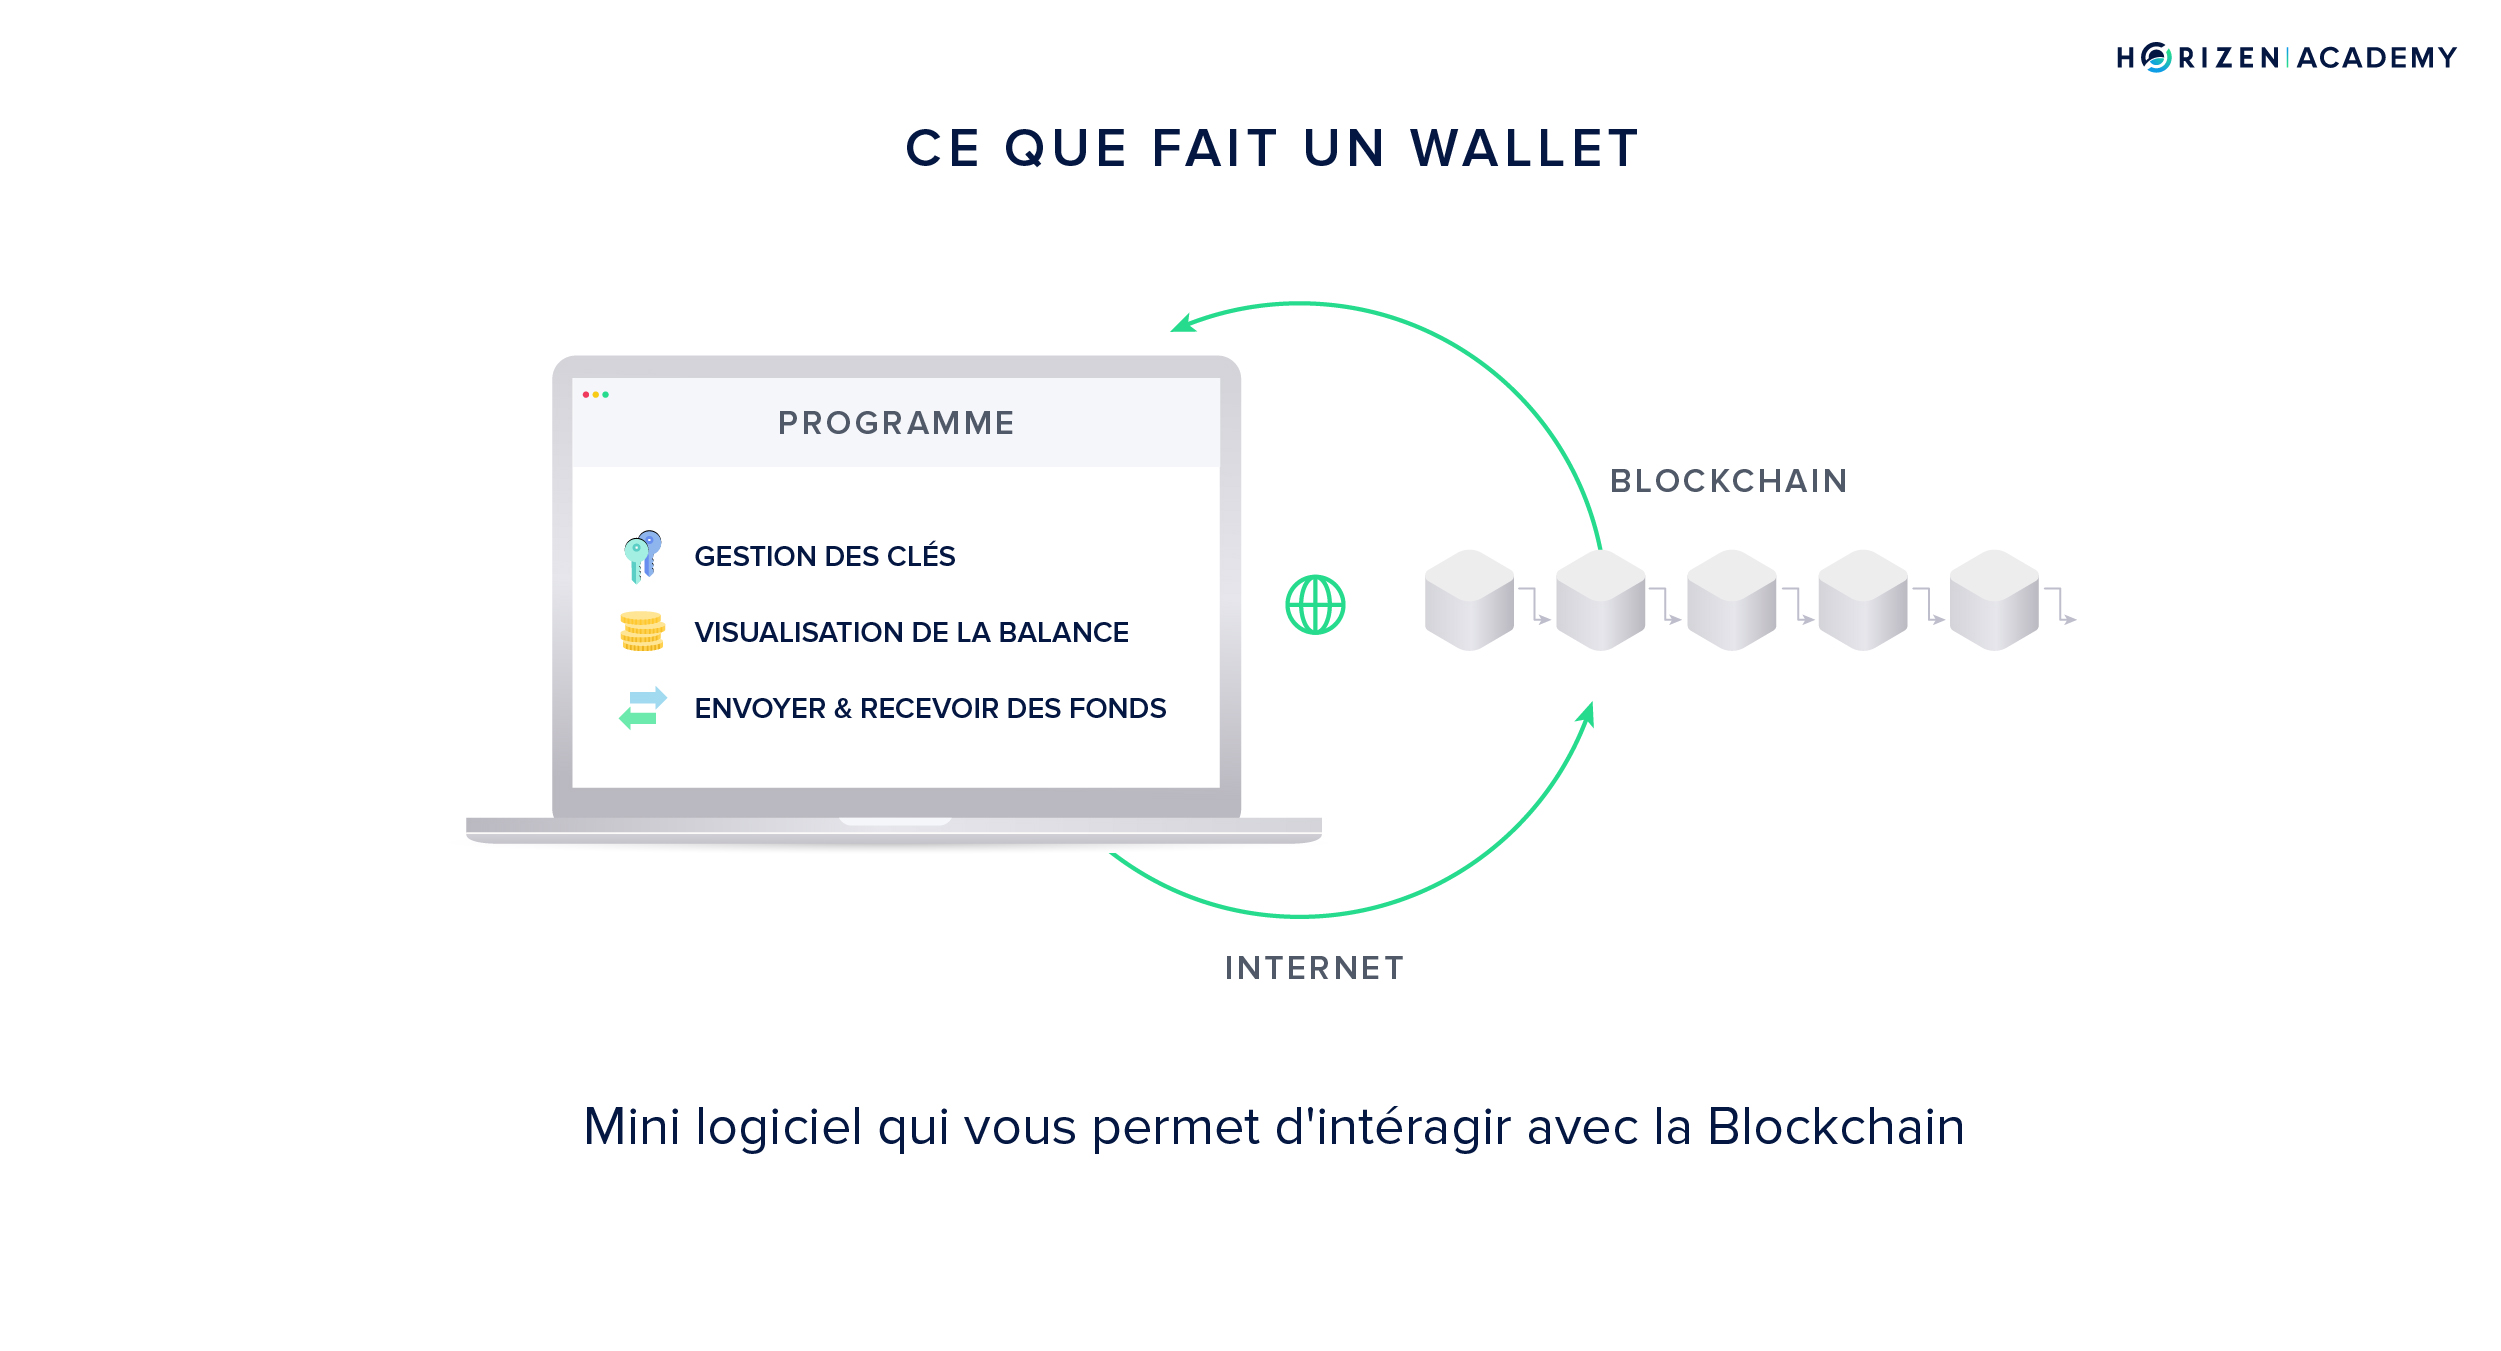 HORIZEN | ACADEMY
CE QUE FAIT UN WALLET
PROGRAMME
GESTION DES CLÉS
VISUALISATION DE LA BALANCE
ENVOYER & RECEVOIR DES FONDS
BLOCKCHAIN
INTERNET
Mini logiciel qui vous permet d'intéragir avec la Blockchain